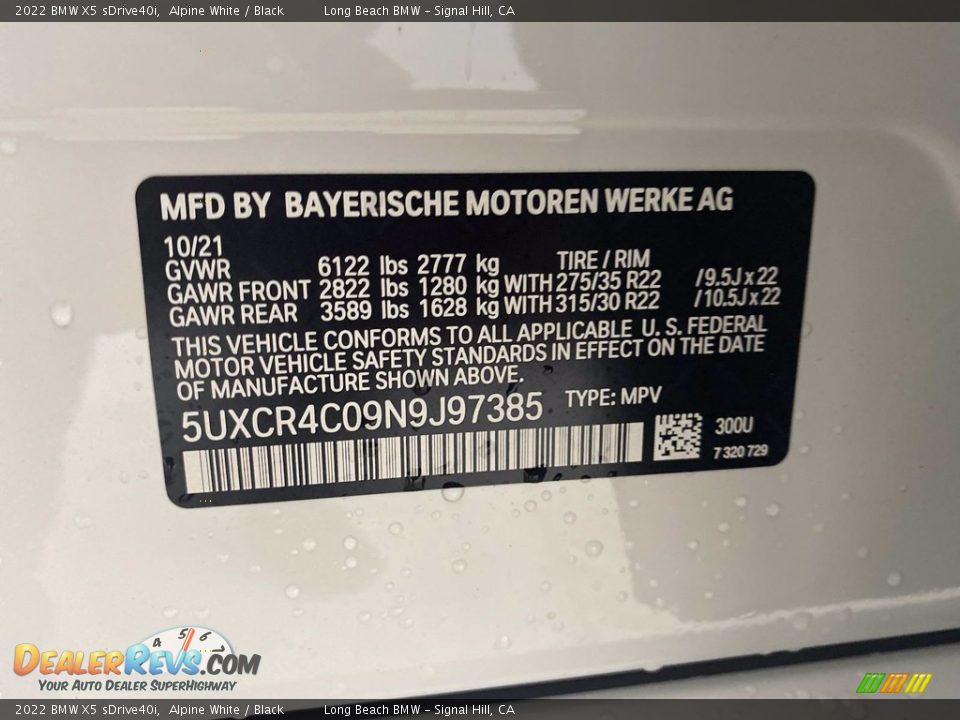 2022 BMW X5 sDrive40i, Alpine White / Black Long Beach BMW - Signal Hill, CA
MFD BY BAYERISCHE MOTOREN WERKE AG
10/21
GVWR 6122 lbs 2777 kg TIRE / RIM
GAWR FRONT 2822 lbs 1280 kg WITH 275/35 R22 /9.5J x 22
GAWR REAR 3589 lbs 1628 kg WITH 315/30 R22 /10.5J x 22
THIS VEHICLE CONFORMS TO ALL APPLICABLE U. S. FEDERAL
MOTOR VEHICLE SAFETY STANDARDS IN EFFECT ON THE DATE
OF MANUFACTURE SHOWN ABOVE.
5UXCR4C09N9J97385 TYPE: MPV
300U
7 320 729
4 5 6
DEALERREVS.COM
YOUR AUTO DEALER SUPERHIGHWAY
2022 BMW X5 sDrive40i, Alpine White / Black Long Beach BMW - Signal Hill, CA